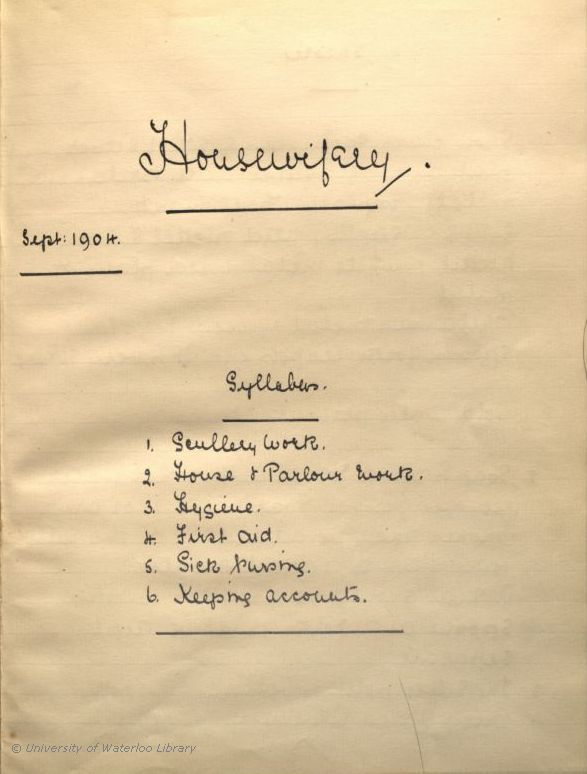 Housewifery.
Sept: 1904.
Syllabus.
1. Scullery Work.
2. House & Parlour Work.
3. Hygiene.
4. First Aid.
5. Sick Nursing.
6. Keeping accounts.
© University of Waterloo Library